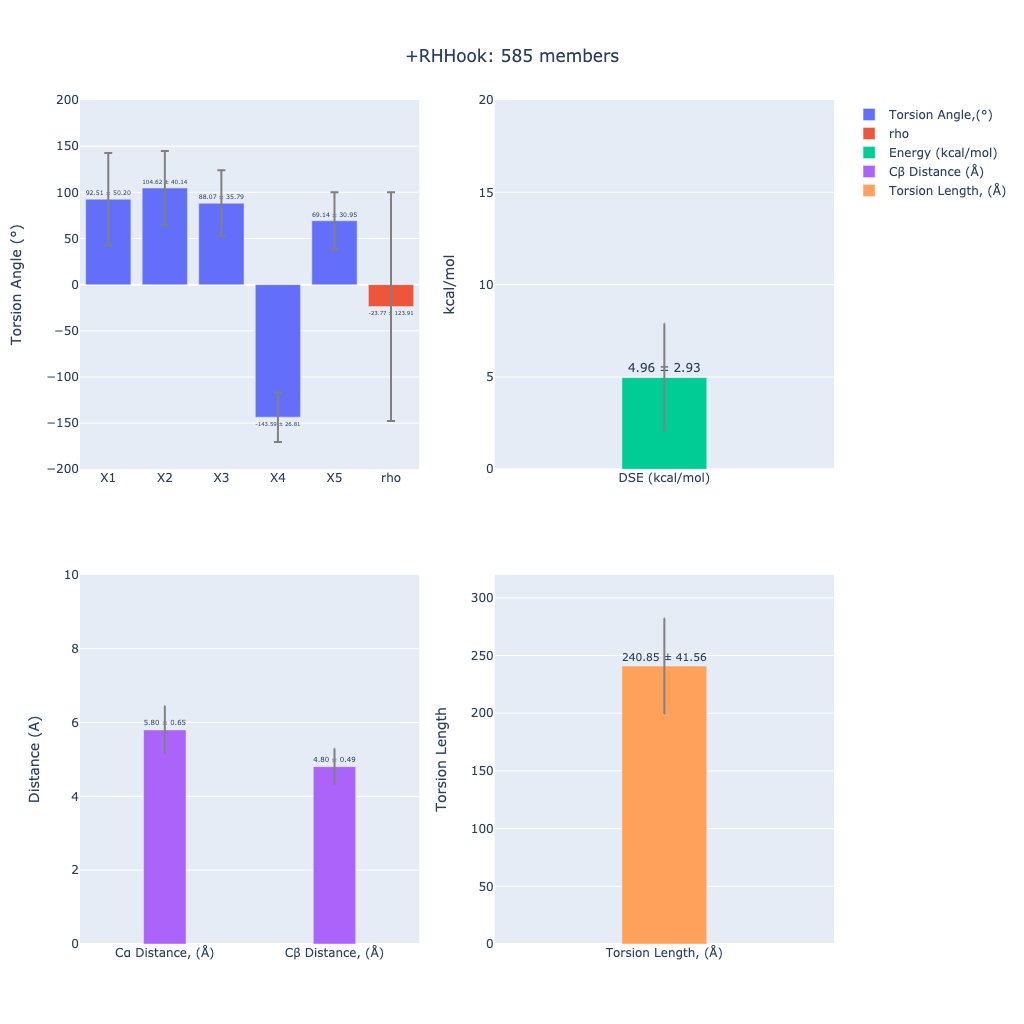 +RHHook: 585 members
Torsion Angle (°)
200
150
100
50
0
−50
−100
−150
−200
92.51 ± 50.20
104.62 ± 40.14
88.07 ± 35.79
-143.59 ± 26.81
69.14 ± 30.95
-23.77 ± 123.91
X1
X2
X3
X4
X5
rho
kcal/mol
20
15
10
5
0
4.96 ± 2.93
DSE (kcal/mol)
Torsion Angle,(°)
rho
Energy (kcal/mol)
Cβ Distance (Å)
Torsion Length, (Å)
Distance (A)
10
8
6
4
2
0
5.80 ± 0.65
4.80 ± 0.49
Cα Distance, (Å)
Cβ Distance, (Å)
Torsion Length
300
250
200
150
100
50
0
240.85 ± 41.56
Torsion Length, (Å)